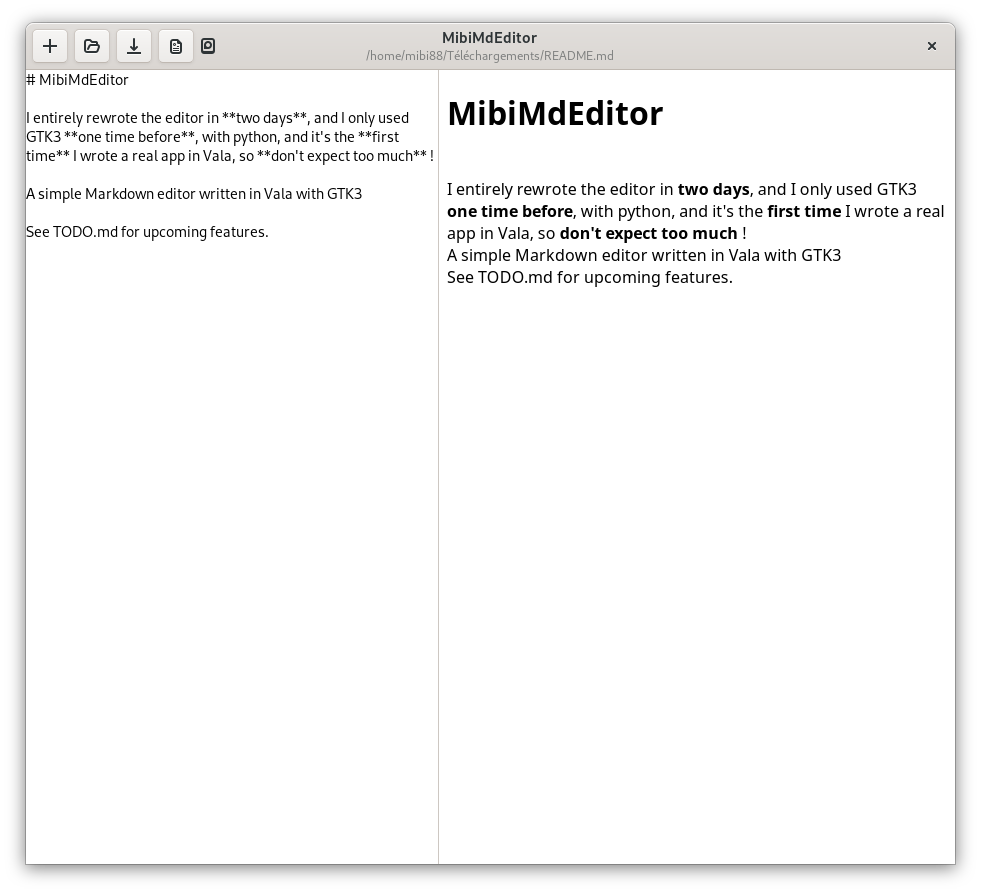 MibiMdEditor
/home/mibi88/Téléchargements/README.md
# MibiMdEditor
I entirely rewrote the editor in **two days**, and I only used
GTK3 **one time before**, with python, and it's the **first
time** I wrote a real app in Vala, so **don't expect too much** !
A simple Markdown editor written in Vala with GTK3
See TODO.md for upcoming features.
MibiMdEditor
I entirely rewrote the editor in two days, and I only used GTK3
one time before, with python, and it's the first time I wrote a real
app in Vala, so don't expect too much !
A simple Markdown editor written in Vala with GTK3
See TODO.md for upcoming features.